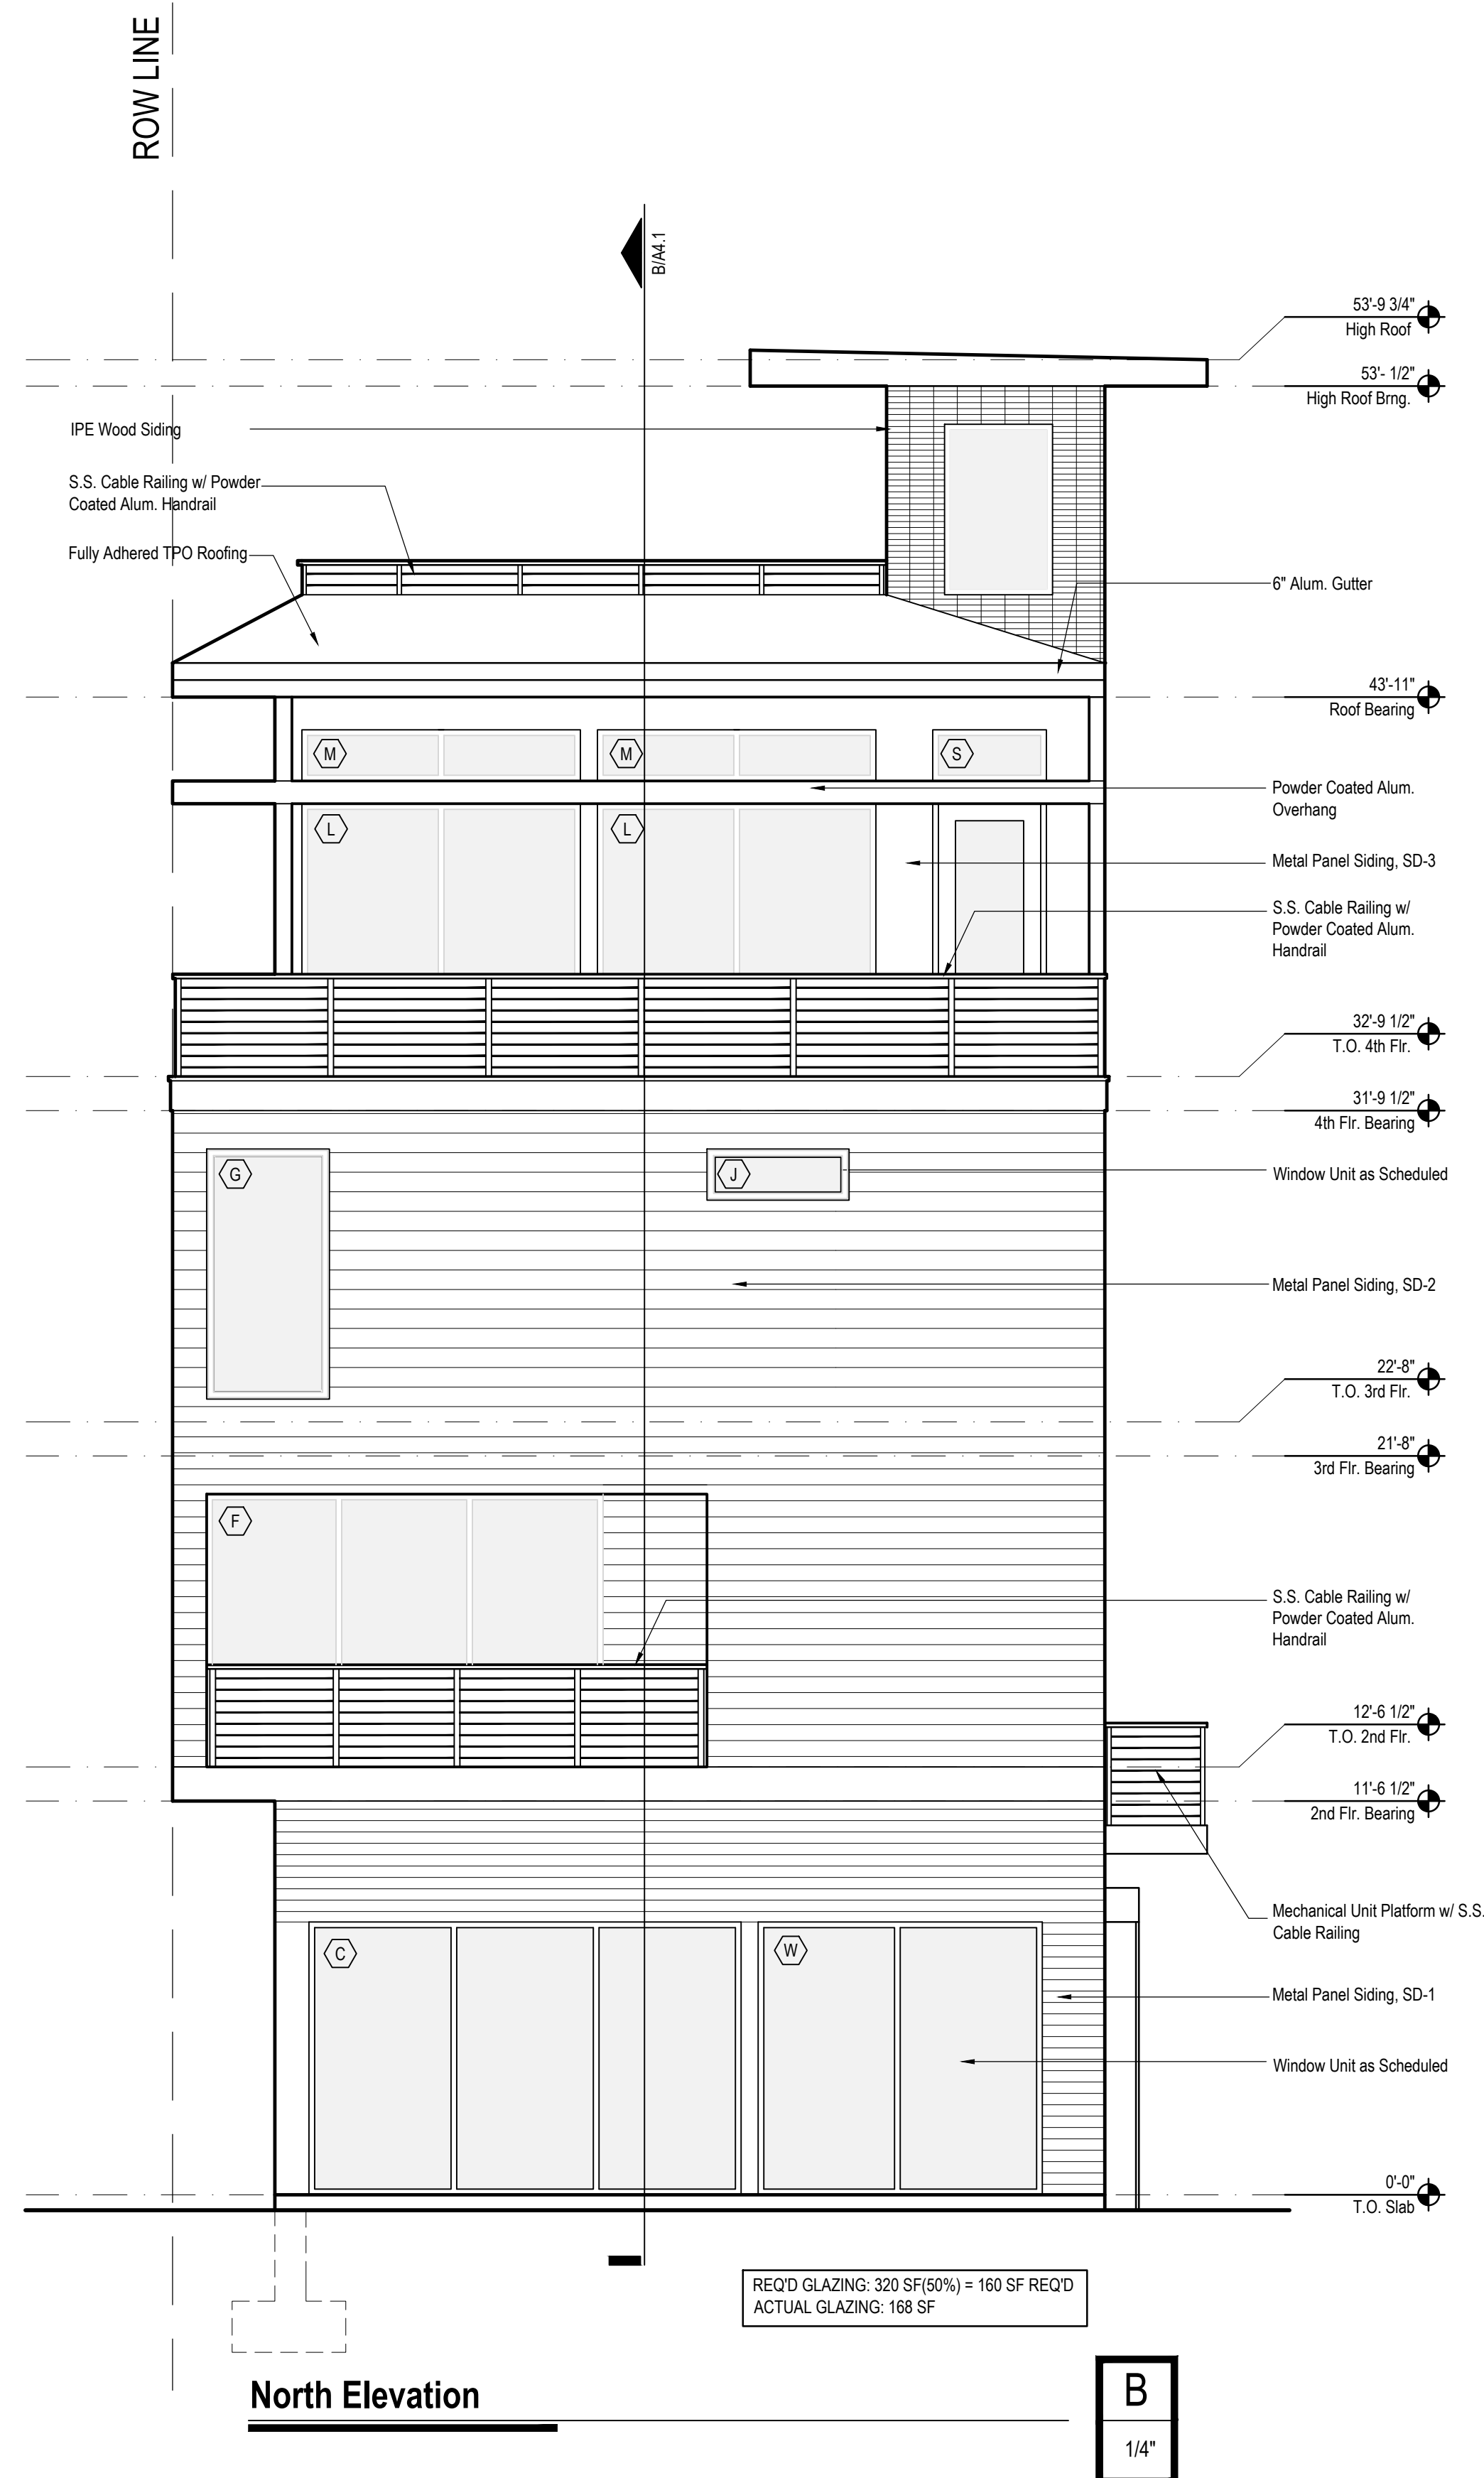 ROW LINE
B/A4.1
53'-9 3/4"
High Roof
53'- 1/2"
High Roof Brng.
IPE Wood Siding
S.S. Cable Railing w/ Powder
Coated Alum. Handrail
Fully Adhered TPO Roofing
6" Alum. Gutter
43'-11"
Roof Bearing
M
M
S
Powder Coated Alum.
Overhang
L
L
Metal Panel Siding, SD-3
S.S. Cable Railing w/
Powder Coated Alum.
Handrail
32'-9 1/2"
T.O. 4th Flr.
31'-9 1/2"
4th Flr. Bearing
G
J
Window Unit as Scheduled
Metal Panel Siding, SD-2
22'-8"
T.O. 3rd Flr.
21'-8"
3rd Flr. Bearing
F
S.S. Cable Railing w/
Powder Coated Alum.
Handrail
12'-6 1/2"
T.O. 2nd Flr.
11'-6 1/2"
2nd Flr. Bearing
Mechanical Unit Platform w/ S.S.
Cable Railing
C
W
Metal Panel Siding, SD-1
Window Unit as Scheduled
0'-0"
T.O. Slab
REQ'D GLAZING: 320 SF(50%) = 160 SF REQ'D
ACTUAL GLAZING: 168 SF
North Elevation
B
1/4"